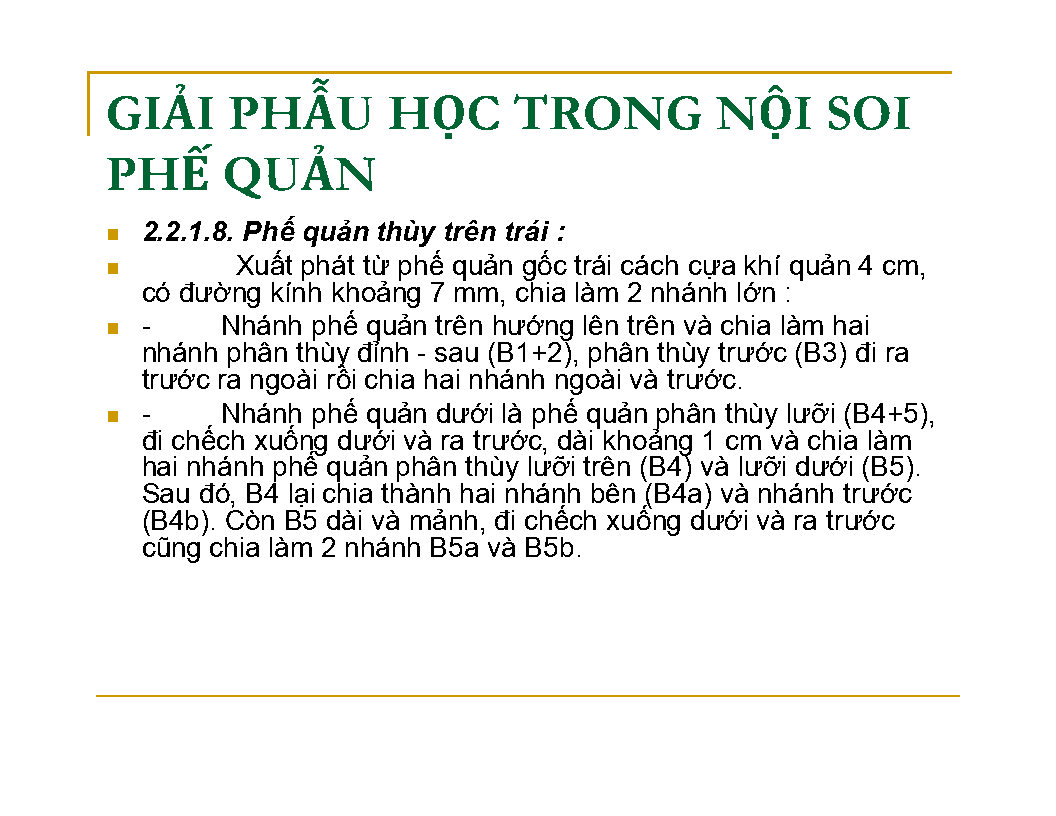 GIẢI PHẪU HỌC TRONG NỘI SOI
PHẾ QUẢN
2.2.1.8. Phế quản thùy trên trái :
Xuất phát từ phế quản gốc trái cách cựa khí quản 4 cm,
có đường kính khoảng 7 mm, chia làm 2 nhánh lớn :
- Nhánh phế quản trên hướng lên trên và chia làm hai
nhánh phân thùy đỉnh - sau (B1+2), phân thùy trước (B3) đi ra
trước ra ngoài rồi chia hai nhánh ngoài và trước.
- Nhánh phế quản dưới là phế quản phân thùy lưỡi (B4+5),
đi chếch xuống dưới và ra trước, dài khoảng 1 cm và chia làm
hai nhánh phế quản phân thùy lưỡi trên (B4) và lưỡi dưới (B5).
Sau đó, B4 lại chia thành hai nhánh bên (B4a) và nhánh trước
(B4b). Còn B5 dài và mảnh, đi chếch xuống dưới và ra trước
cũng chia làm 2 nhánh B5a và B5b.